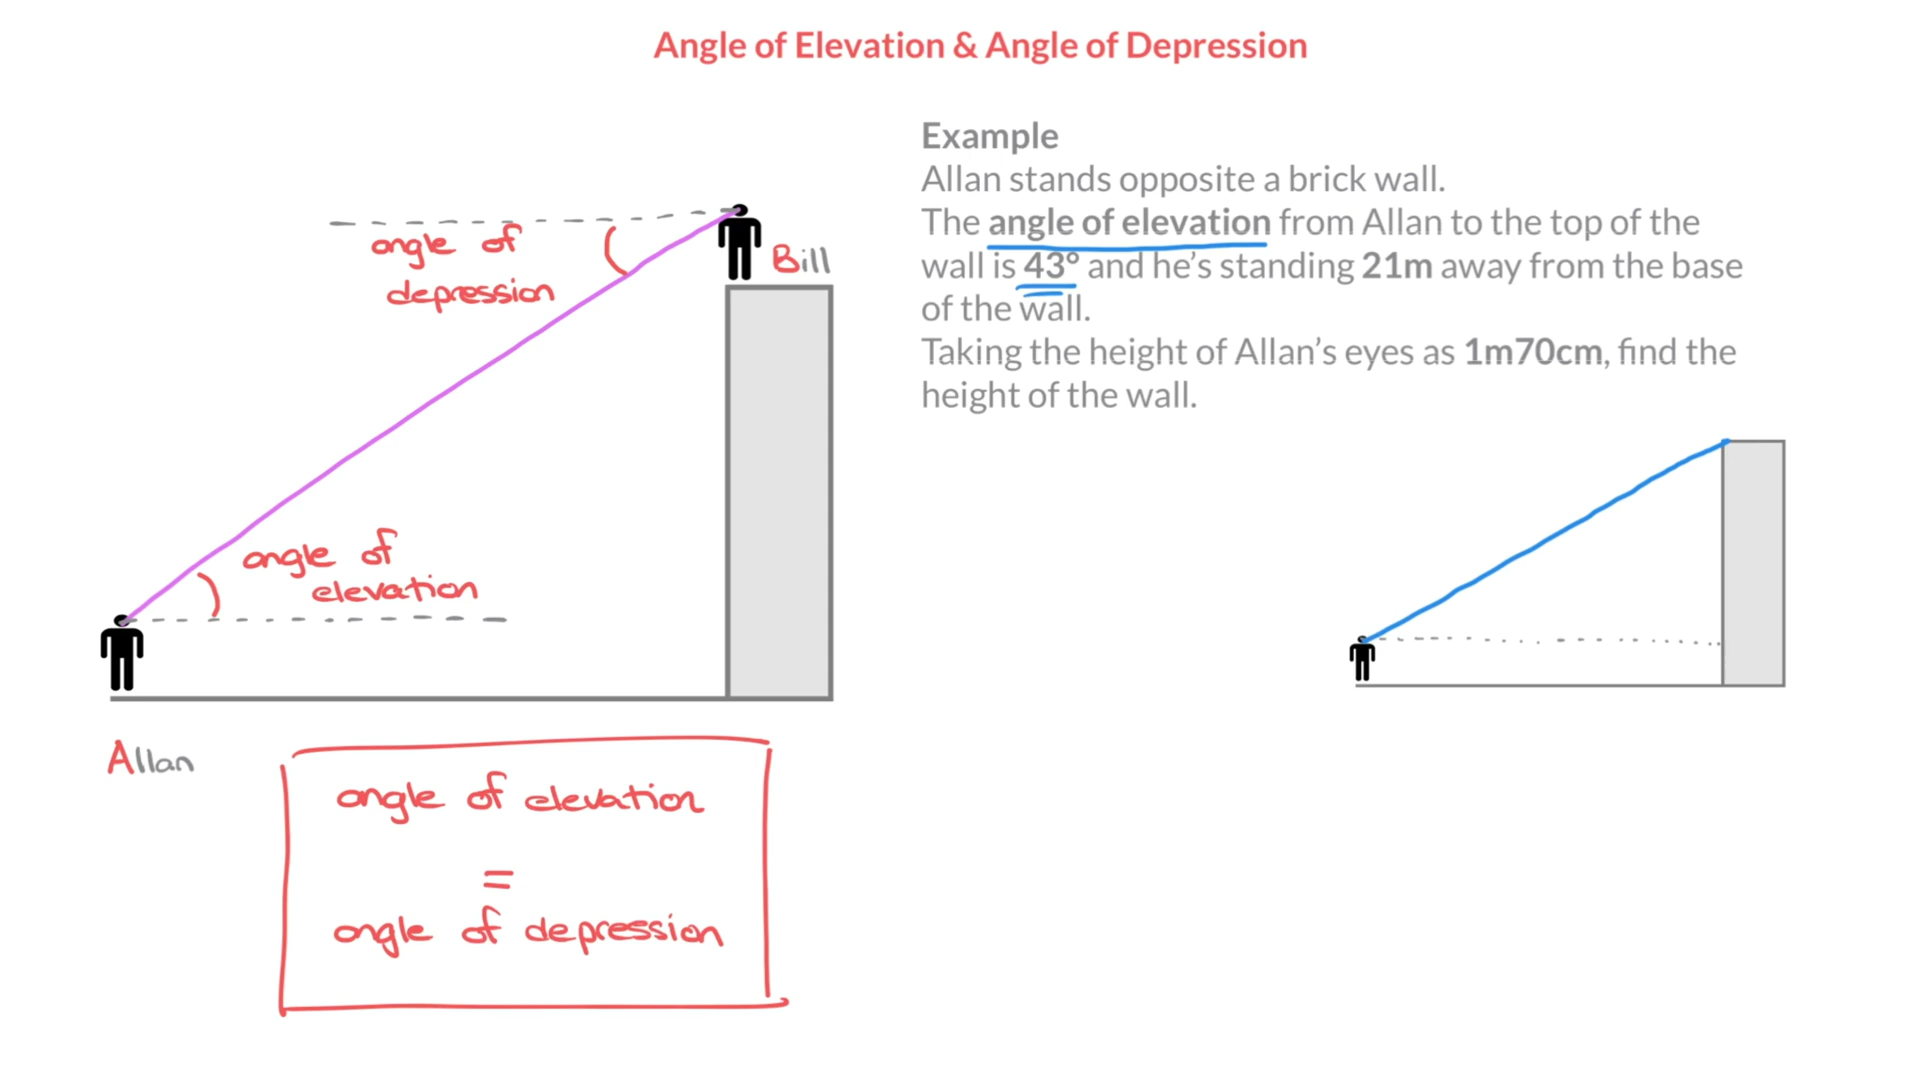 Angle of Elevation & Angle of Depression
Example
Allan stands opposite a brick wall.
The angle of elevation from Allan to the top of the
wall is 43° and he's standing 21m away from the base
of the wall.
Taking the height of Allan's eyes as 1m70cm, find the
height of the wall.
angle of
depression
Bill
angle of
elevation
Allan
angle of elevation
=
angle of depression